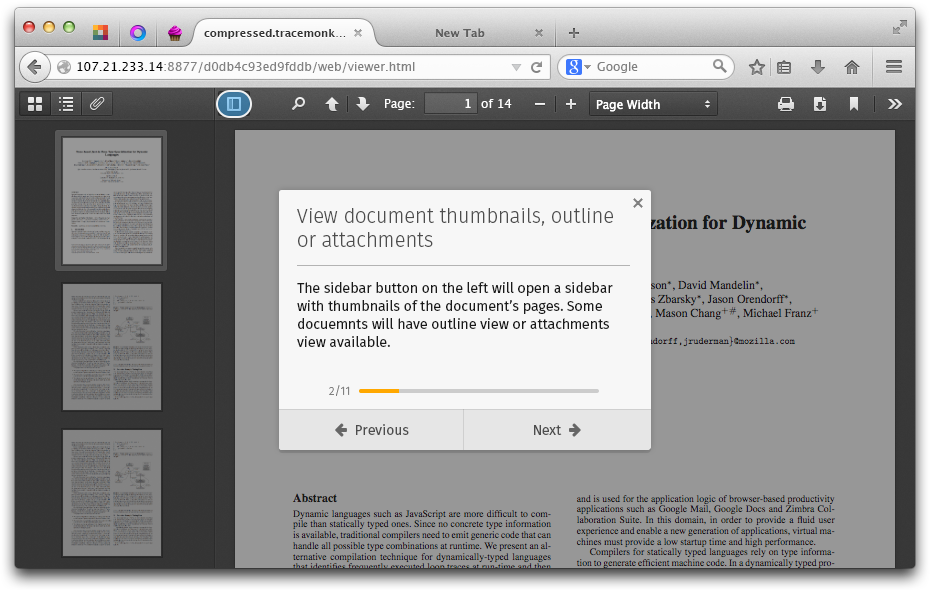 compressed.tracemonk...
New Tab
107.21.233.14:8877/d0db4c93ed9fddb/web/viewer.html
Google
Page: 1 of 14
Page Width
View document thumbnails, outline
or attachments
The sidebar button on the left will open a sidebar
with thumbnails of the document's pages. Some
docuemnts will have outline view or attachments
view available.
2/11
Previous
Next
zation for Dynamic
son*, David Mandelin*,
s Zbarsky*, Jason Orendorff*,
, Mason Chang+#, Michael Franz+
ndorff,jruderman}@mozilla.com
Abstract
Dynamic languages such as JavaScript are more difficult to com-
pile than statically typed ones. Since no concrete type information
is available, traditional compilers need to emit generic code that can
handle all possible type combinations at runtime. We present an al-
ternative compilation technique for dynamically-typed languages
that identifies frequently executed loop traces at run-time and then
and is used for the application logic of browser-based productivity
applications such as Google Mail, Google Docs and Zimbra Col-
laboration Suite. In this domain, in order to provide a fluid user
experience and enable a new generation of applications, virtual ma-
chines must provide a low startup time and high performance.
Compilers for statically typed languages rely on type informa-
tion to generate efficient machine code. In a dynamically typed pro-